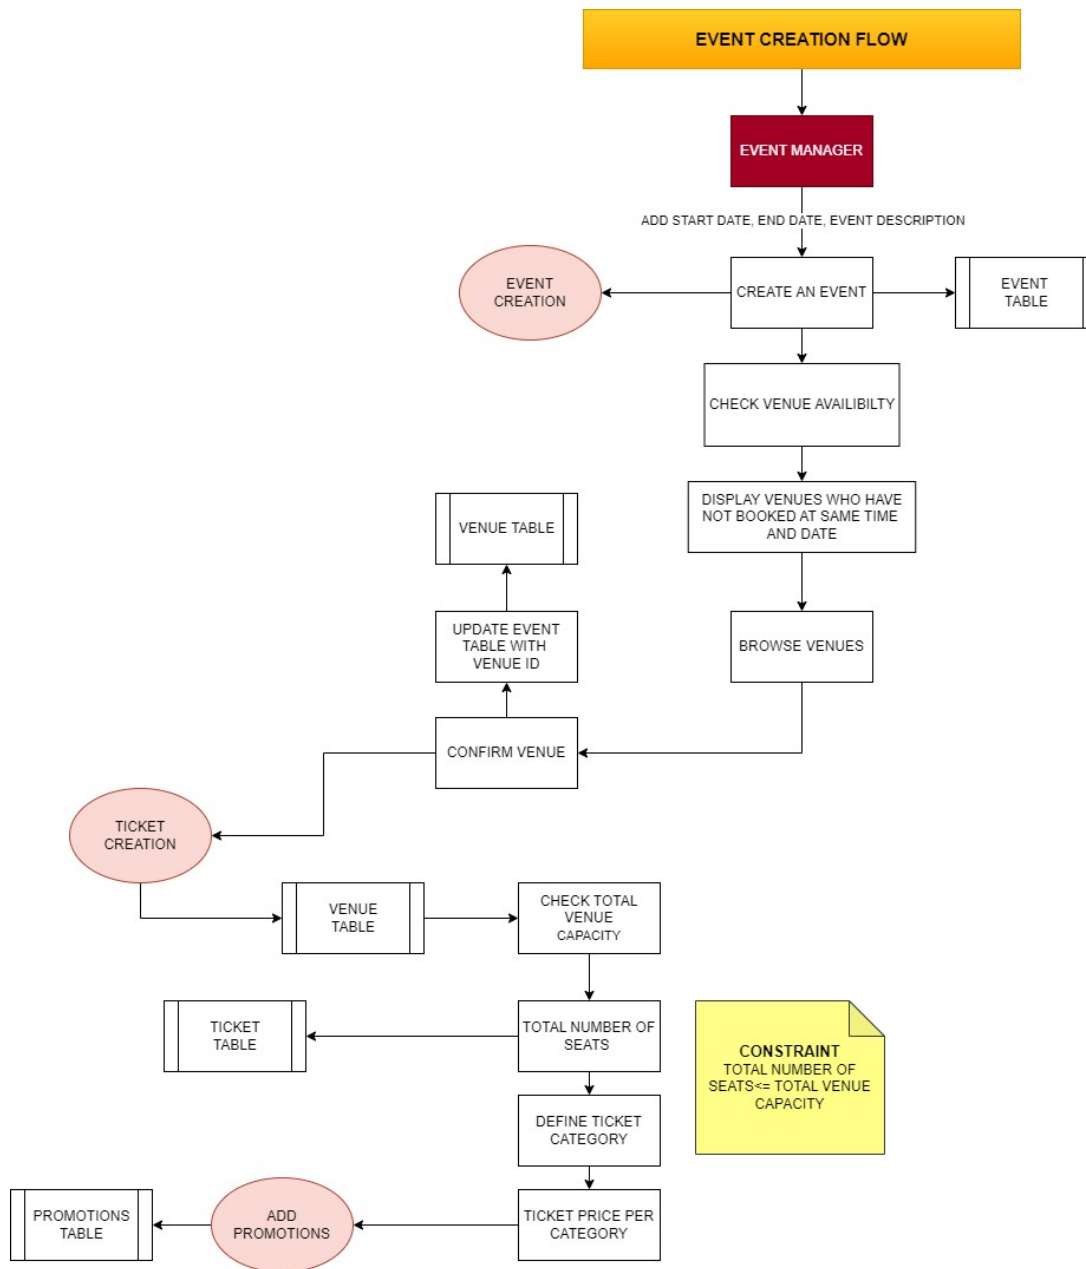 EVENT CREATION FLOW
EVENT MANAGER
ADD START DATE, END DATE, EVENT DESCRIPTION
EVENT
CREATION
CREATE AN EVENT
EVENT
TABLE
CHECK VENUE AVAILIBILTY
DISPLAY VENUES WHO HAVE
NOT BOOKED AT SAME TIME
AND DATE
VENUE TABLE
UPDATE EVENT
TABLE WITH
VENUE ID
BROWSE VENUES
CONFIRM VENUE
TICKET
CREATION
VENUE
TABLE
CHECK TOTAL
VENUE
CAPACITY
TICKET
TABLE
TOTAL NUMBER OF
SEATS
CONSTRAINT
TOTAL NUMBER OF
SEATS<= TOTAL VENUE
CAPACITY
DEFINE TICKET
CATEGORY
PROMOTIONS
TABLE
ADD
PROMOTIONS
TICKET PRICE PER
CATEGORY